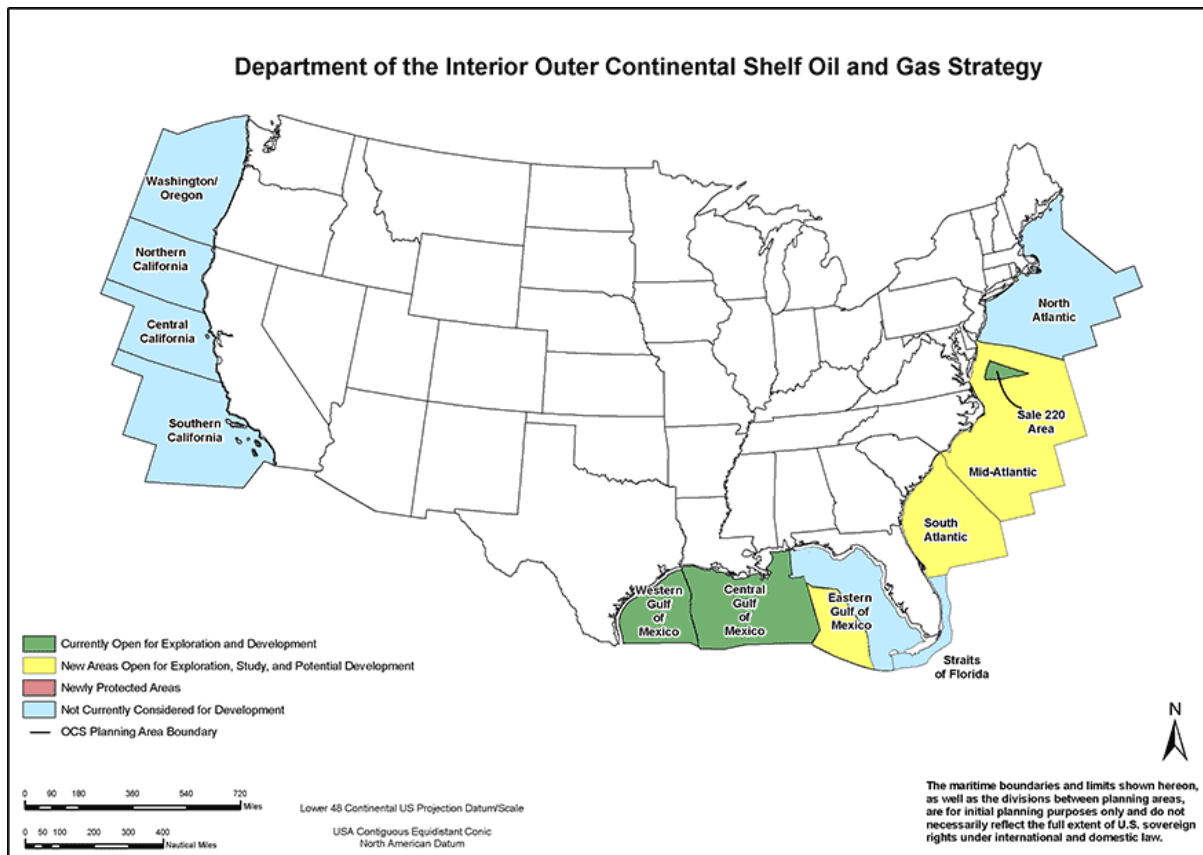 Department of the Interior Outer Continental Shelf Oil and Gas Strategy
Washington/
Oregon
Northern
California
Central
California
Southern
California
North
Atlantic
Sale 220
Area
Mid-Atlantic
South
Atlantic
Western
Gulf
of
Mexico
Central
Gulf
of
Mexico
Eastern
Gulf of
Mexico
Straits
of Florida
Currently Open for Exploration and Development
New Areas Open for Exploration, Study, and Potential Development
Newly Protected Areas
Not Currently Considered for Development
OCS Planning Area Boundary
N
0 90 180 360 540 720
Miles
0 50 100 200 300 400
Nautical Miles
Lower 48 Continental US Projection Datum/Scale
USA Contiguous Equidistant Conic
North American Datum
The maritime boundaries and limits shown hereon,
as well as the divisions between planning areas,
are for initial planning purposes only and do not
necessarily reflect the full extent of U.S. sovereign
rights under international and domestic law.